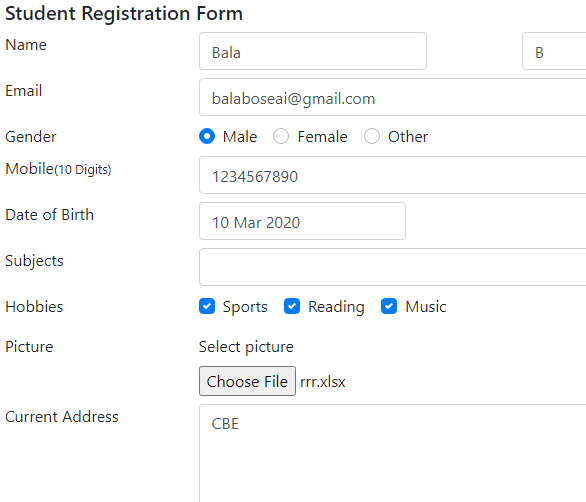 Student Registration Form
Name Bala B
Email balaboseai@gmail.com
Gender Male Female Other
Mobile(10 Digits) 1234567890
Date of Birth 10 Mar 2020
Subjects
Hobbies Sports Reading Music
Picture Select picture
Choose File rrr.xlsx
Current Address CBE